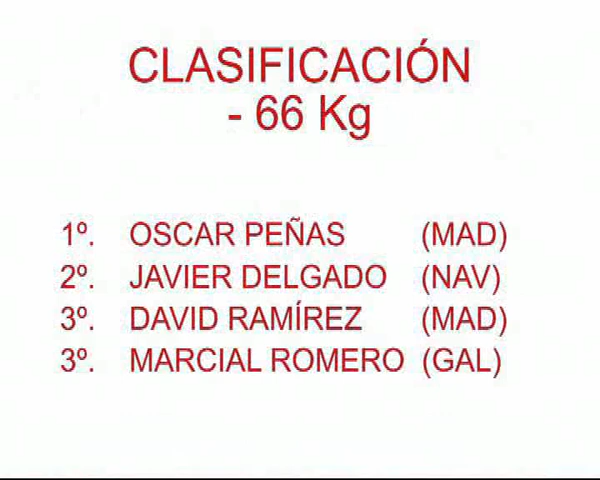 CLASIFICACIÓN
- 66 Kg
1º. OSCAR PEÑAS (MAD)
2º. JAVIER DELGADO (NAV)
3º. DAVID RAMÍREZ (MAD)
3º. MARCIAL ROMERO (GAL)